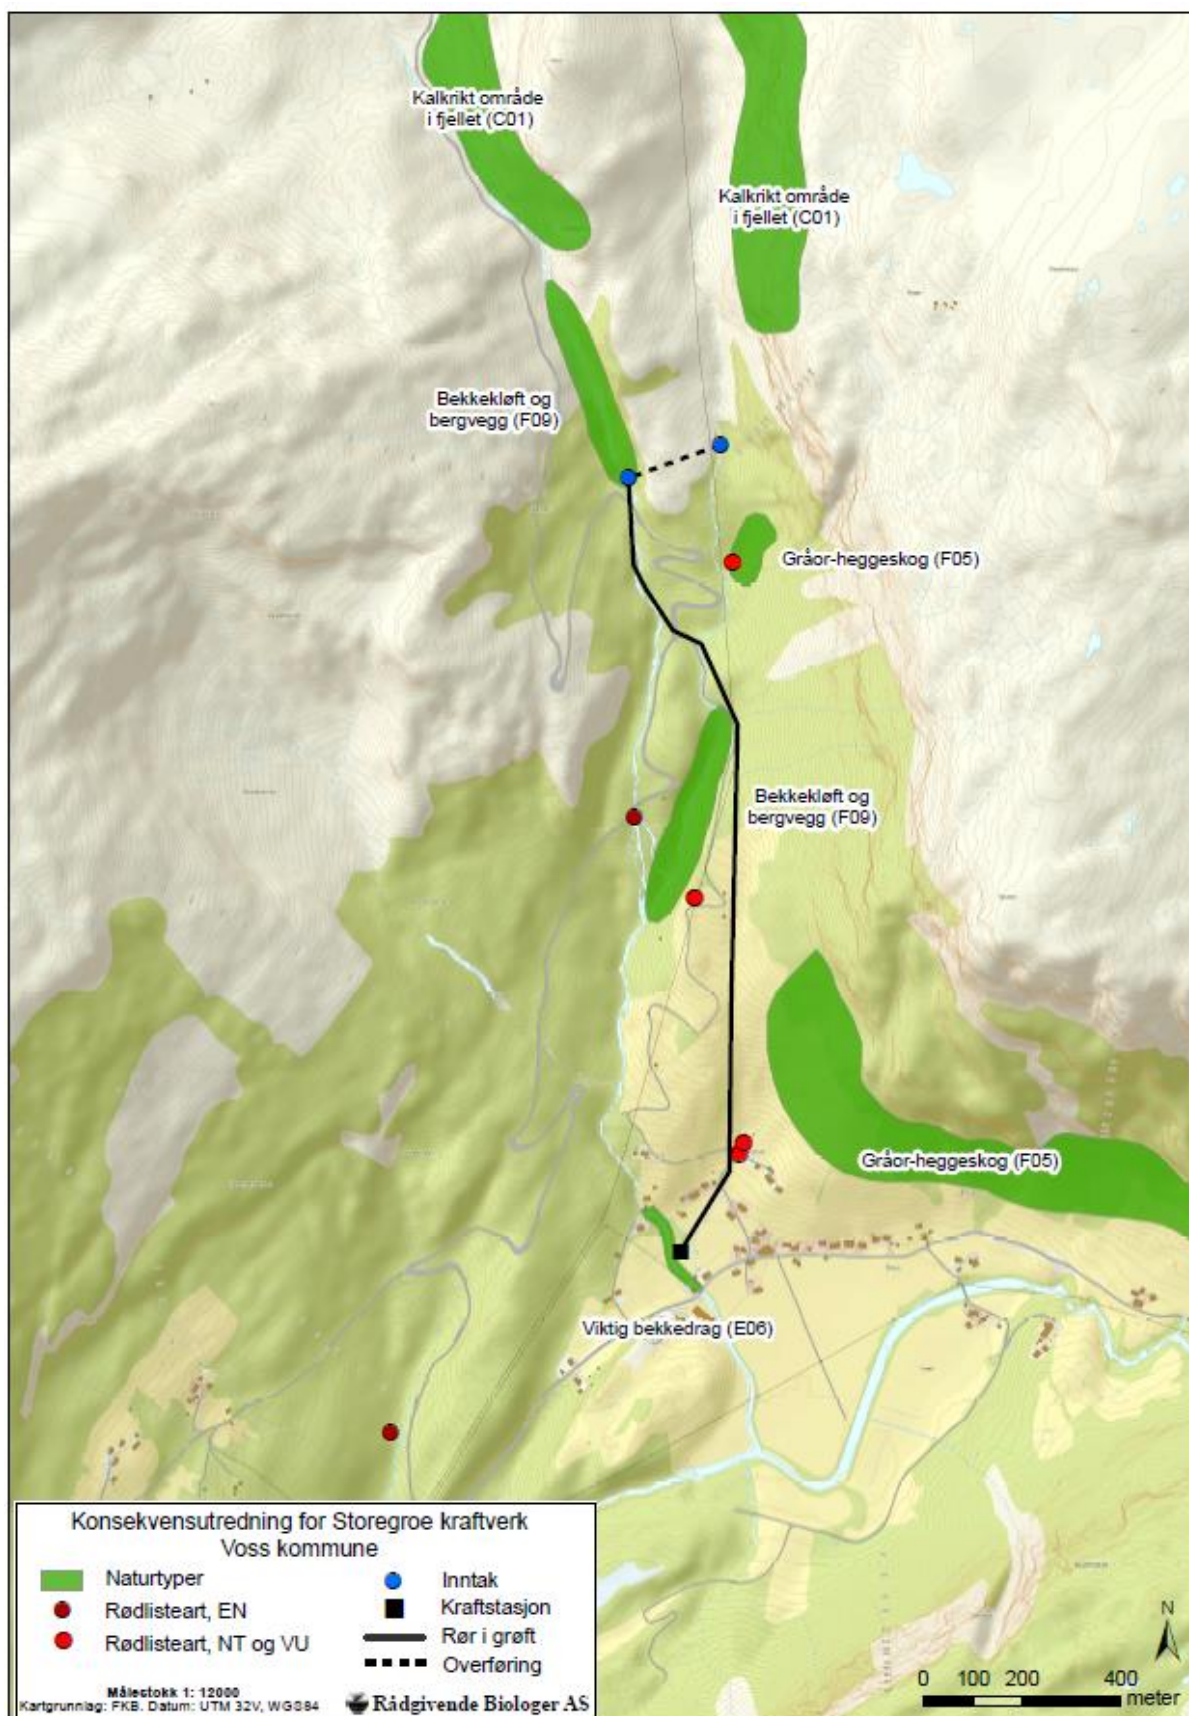 Kalkrikt område
i fjellet (C01)
Kalkrikt område
i fjellet (C01)
Bekkekløft og
bergvegg (F09)
Gråor-heggeskog (F05)
Bekkekløft og
bergvegg (F09)
Gråor-heggeskog (F05)
Viktig bekkedrag (E06)
Konsekvensutredning for Storegroe kraftverk
Voss kommune
Naturtyper
Rødlisteart, EN
Rødlisteart, NT og VU
Inntak
Kraftstasjon
Rør i grøft
Overføring
Målestokk 1: 12000
Kartgrunnlag: FKB. Datum: UTM 32V, WGS84
Rådgivende Biologer AS
N
0 100 200 400
meter